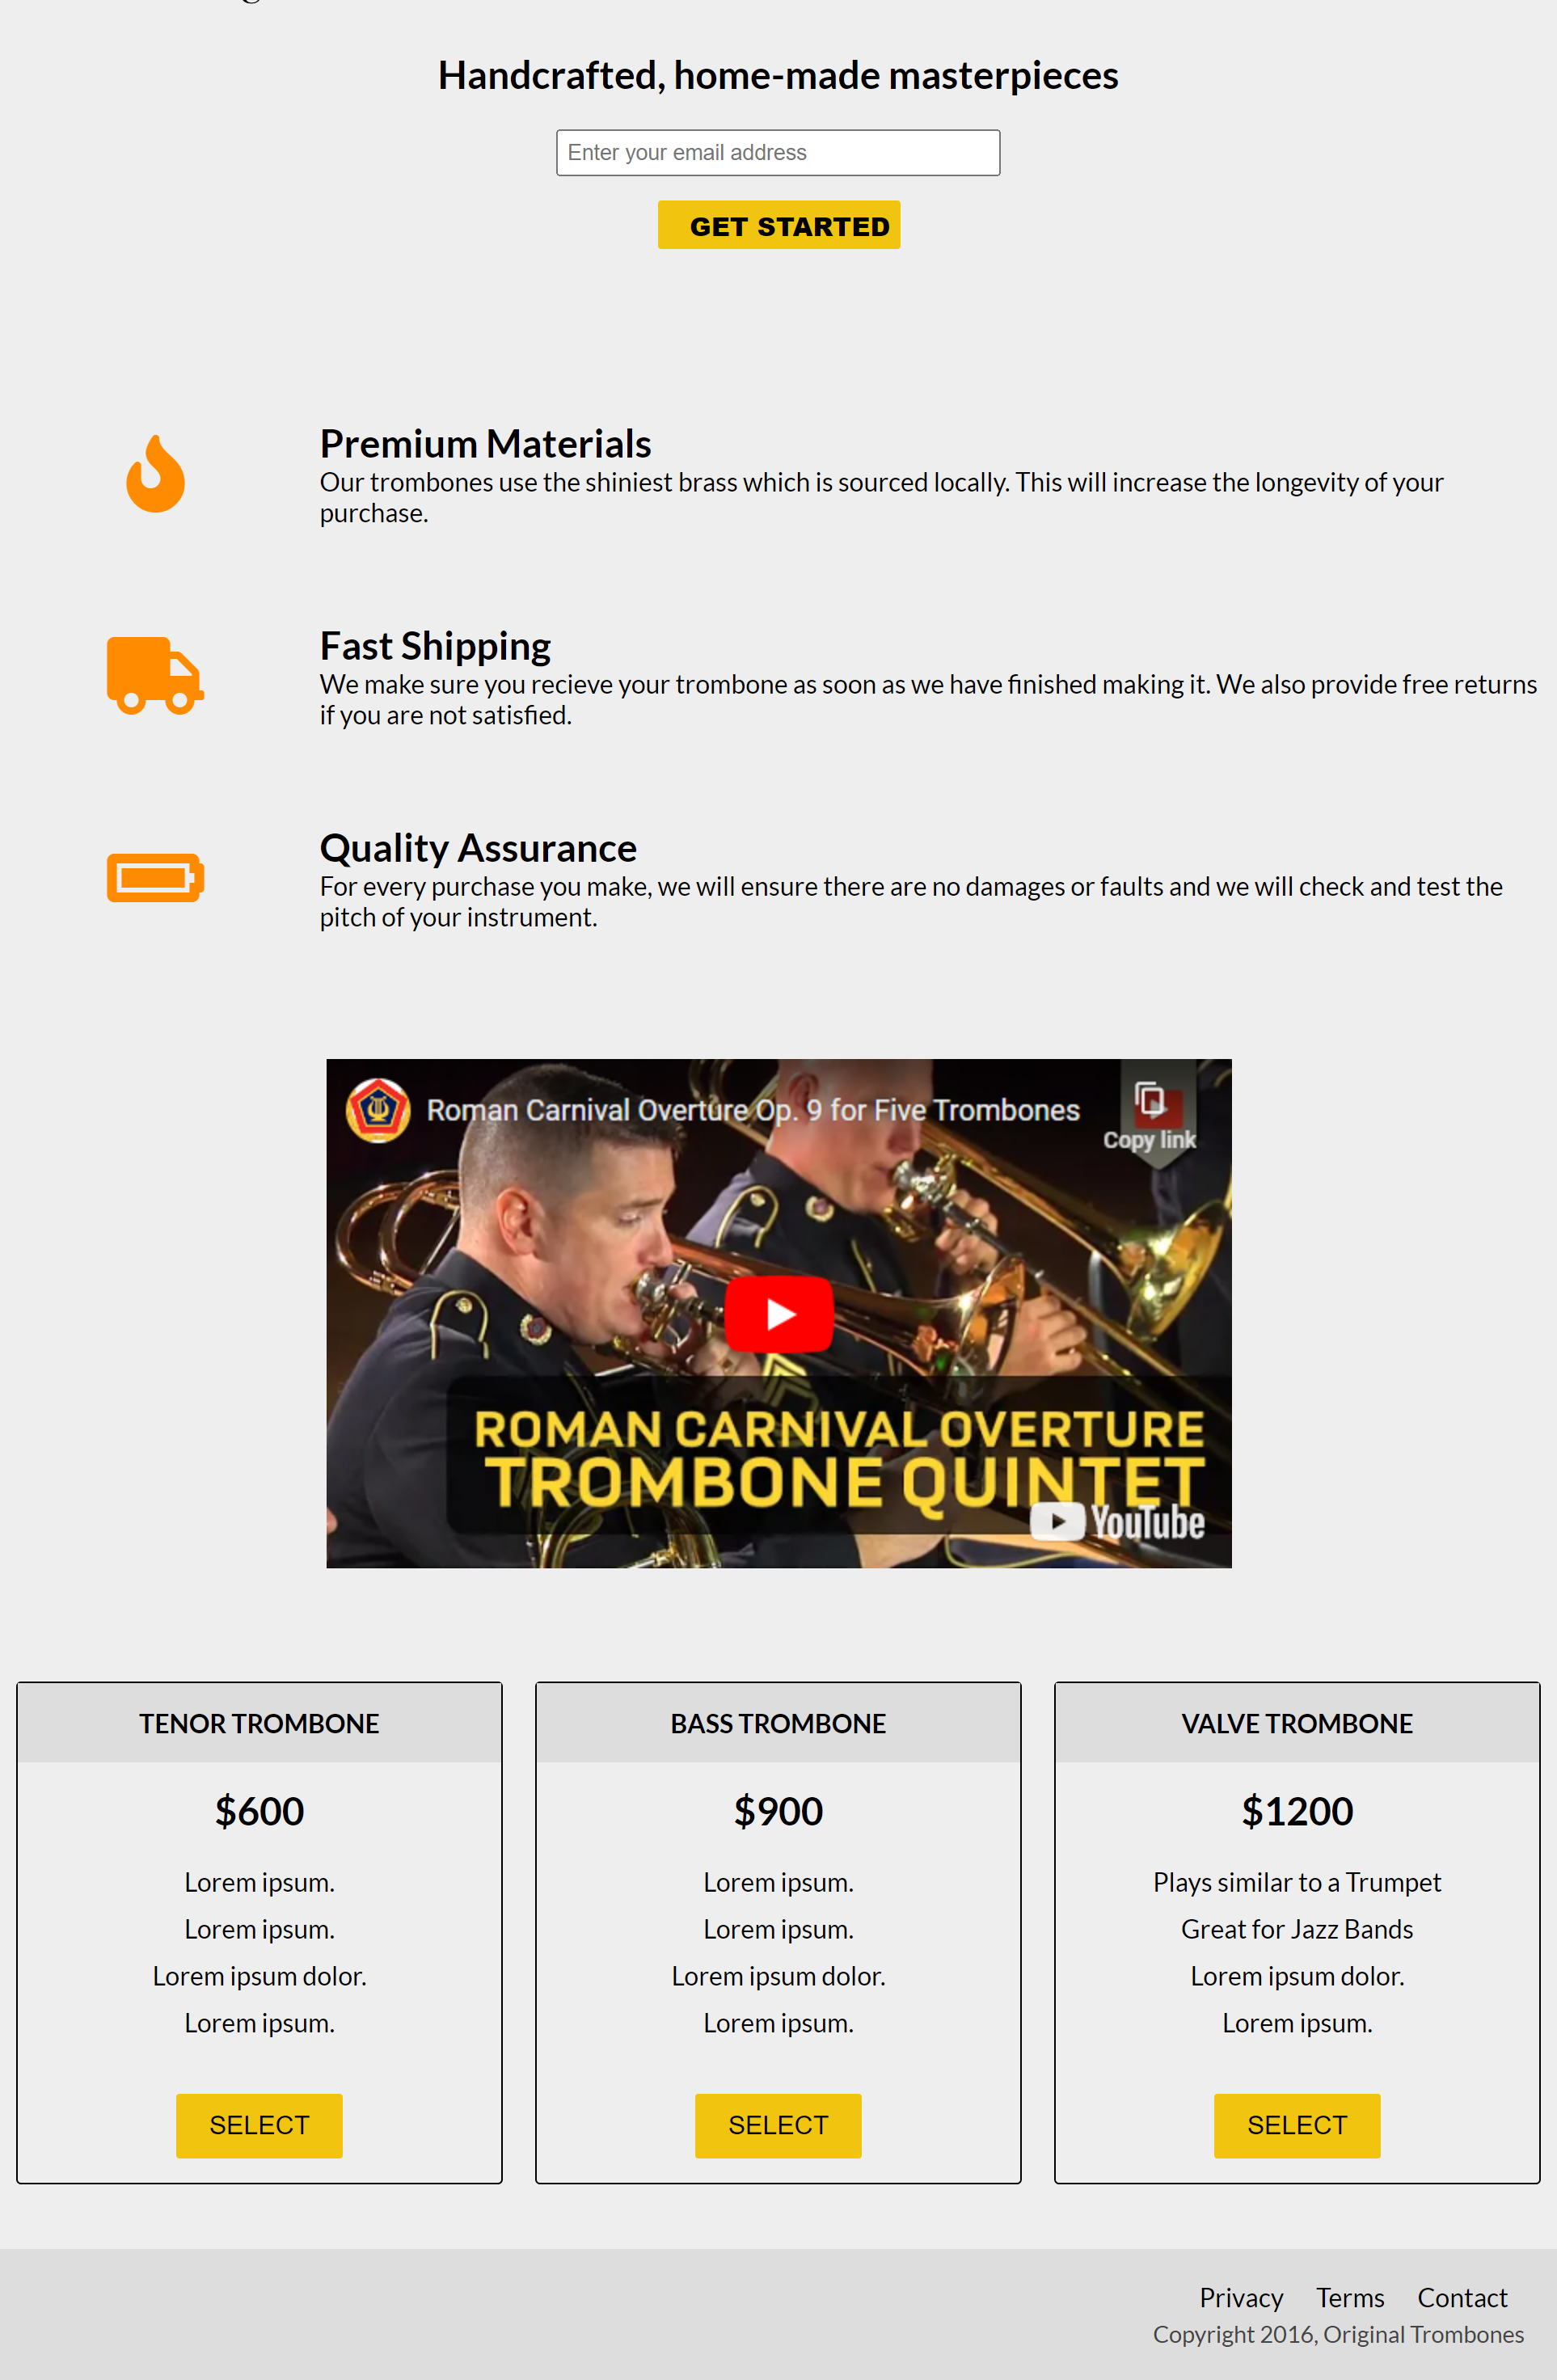 Handcrafted, home-made masterpieces
Enter your email address
GET STARTED
Premium Materials
Our trombones use the shiniest brass which is sourced locally. This will increase the longevity of your
purchase.
Fast Shipping
We make sure you recieve your trombone as soon as we have finished making it. We also provide free returns
if you are not satisfied.
Quality Assurance
For every purchase you make, we will ensure there are no damages or faults and we will check and test the
pitch of your instrument.
Roman Carnival Overture Op. 9 for Five Trombones
Copy link
ROMAN CARNIVAL OVERTURE
TROMBONE QUINTET
YouTube
TENOR TROMBONE
$600
Lorem ipsum.
Lorem ipsum.
Lorem ipsum dolor.
Lorem ipsum.
SELECT
BASS TROMBONE
$900
Lorem ipsum.
Lorem ipsum.
Lorem ipsum dolor.
Lorem ipsum.
SELECT
VALVE TROMBONE
$1200
Plays similar to a Trumpet
Great for Jazz Bands
Lorem ipsum dolor.
Lorem ipsum.
SELECT
Privacy Terms Contact
Copyright 2016, Original Trombones